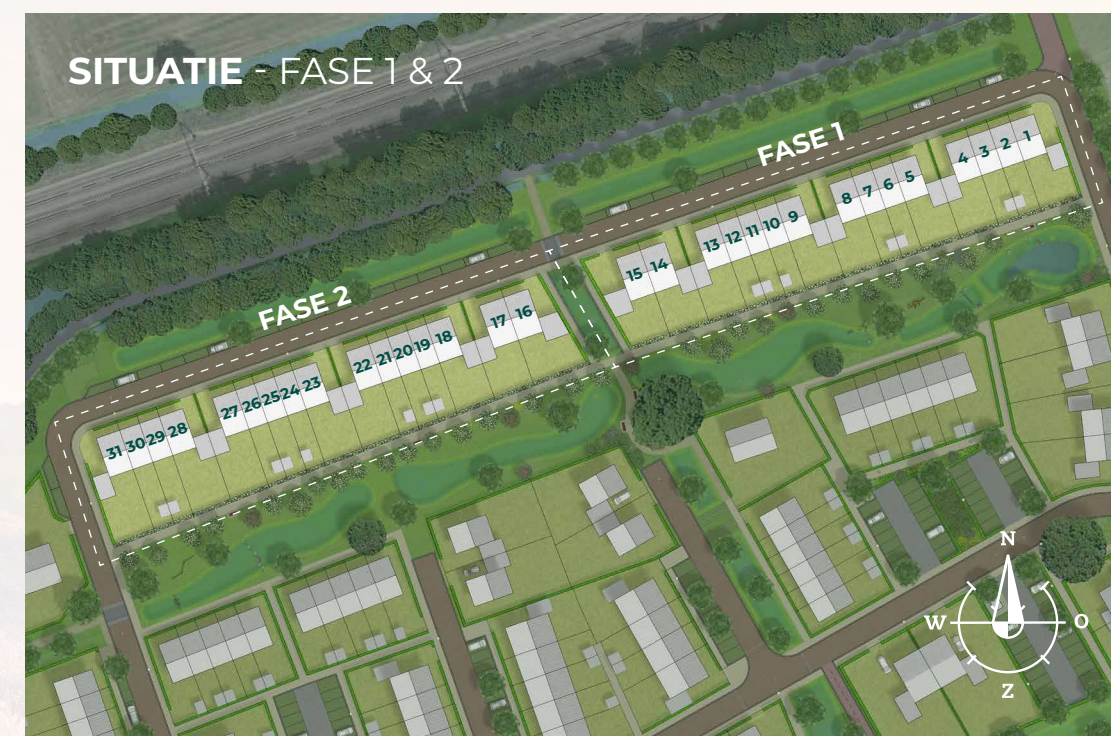 SITUATIE - FASE 1 & 2
FASE 1
4 3 2 1
8 7 6 5
13 12 11 10 9
15 14
FASE 2
17 16
22 21 20 19 18
27 26 25 24 23
31 30 29 28
N
W O
Z